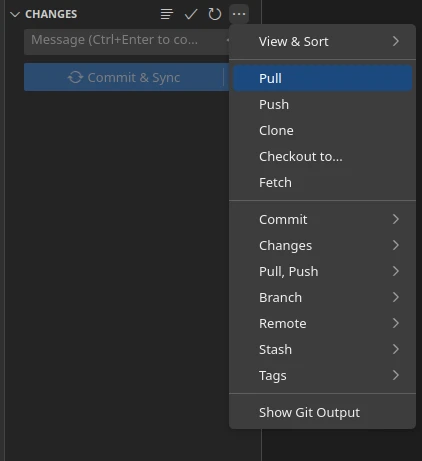 CHANGES
Message (Ctrl+Enter to co...
Commit & Sync
View & Sort
Pull
Push
Clone
Checkout to...
Fetch
Commit
Changes
Pull, Push
Branch
Remote
Stash
Tags
Show Git Output